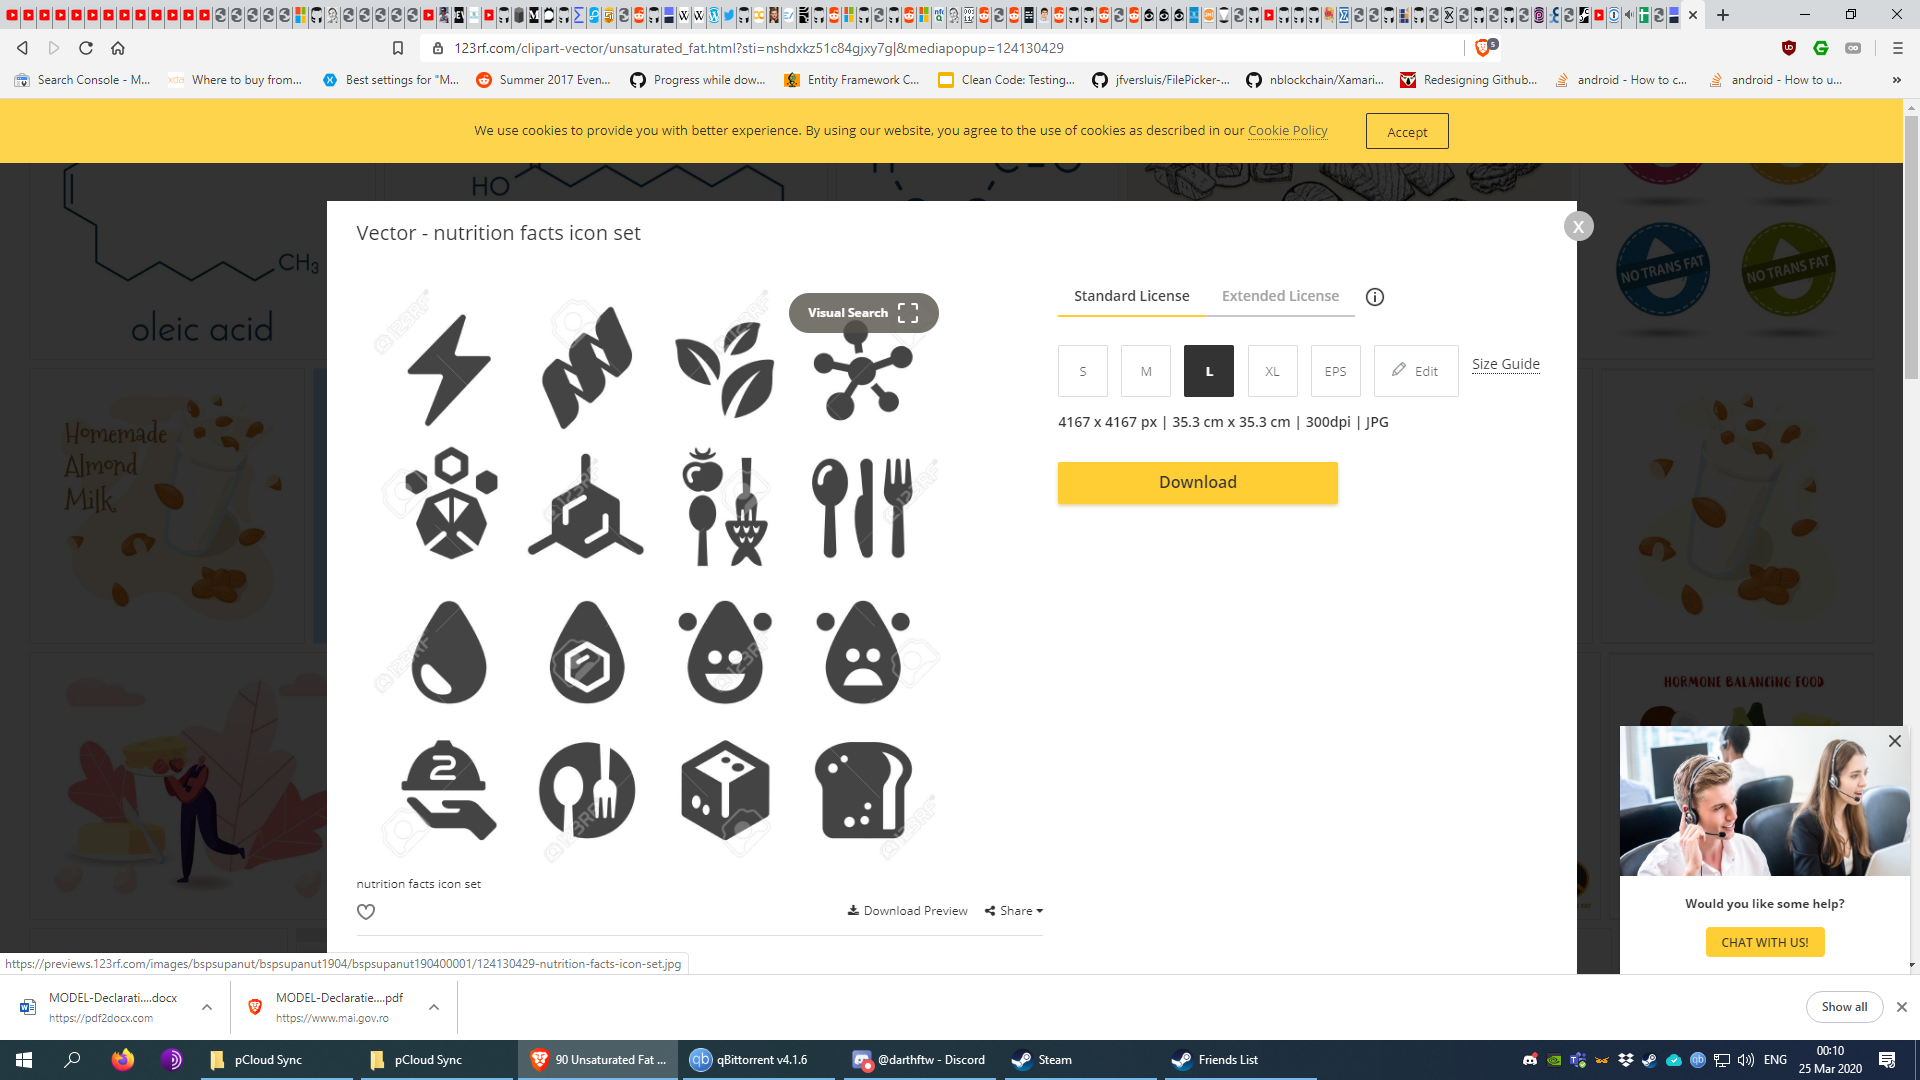 123rf.com/clipart-vector/unsaturated_fat.html?sti=nshdxkz51c84gjxy7g|&mediapopup=124130429
5
Search Console - M...
Where to buy from...
Best settings for "M...
Summer 2017 Even...
Progress while dow...
Entity Framework C...
Clean Code: Testing...
jfversluis/FilePicker-...
nblockchain/Xamari...
Redesigning Github...
android - How to c...
android - How to u...
We use cookies to provide you with better experience. By using our website, you agree to the use of cookies as described in our Cookie Policy
Accept
HO
CH3
oleic acid
NO TRANS FAT
NO TRANS FAT
Homemade
Almond
Milk
HORMONE BALANCING FOOD
Vector - nutrition facts icon set
X
Visual Search
123RF
2
Standard License
Extended License
S
M
L
XL
EPS
Edit
Size Guide
4167 x 4167 px | 35.3 cm x 35.3 cm | 300dpi | JPG
Download
nutrition facts icon set
Download Preview
Share
Would you like some help?
CHAT WITH US!
https://previews.123rf.com/images/bspsupanut/bspsupanut1904/bspsupanut190400001/124130429-nutrition-facts-icon-set.jpg
MODEL-Declarati....docx
https://pdf2docx.com
MODEL-Declaratie....pdf
https://www.mai.gov.ro
Show all
pCloud Sync
pCloud Sync
90 Unsaturated Fat ...
qBittorrent v4.1.6
@darthftw - Discord
Steam
Friends List
ENG
00:10
25 Mar 2020